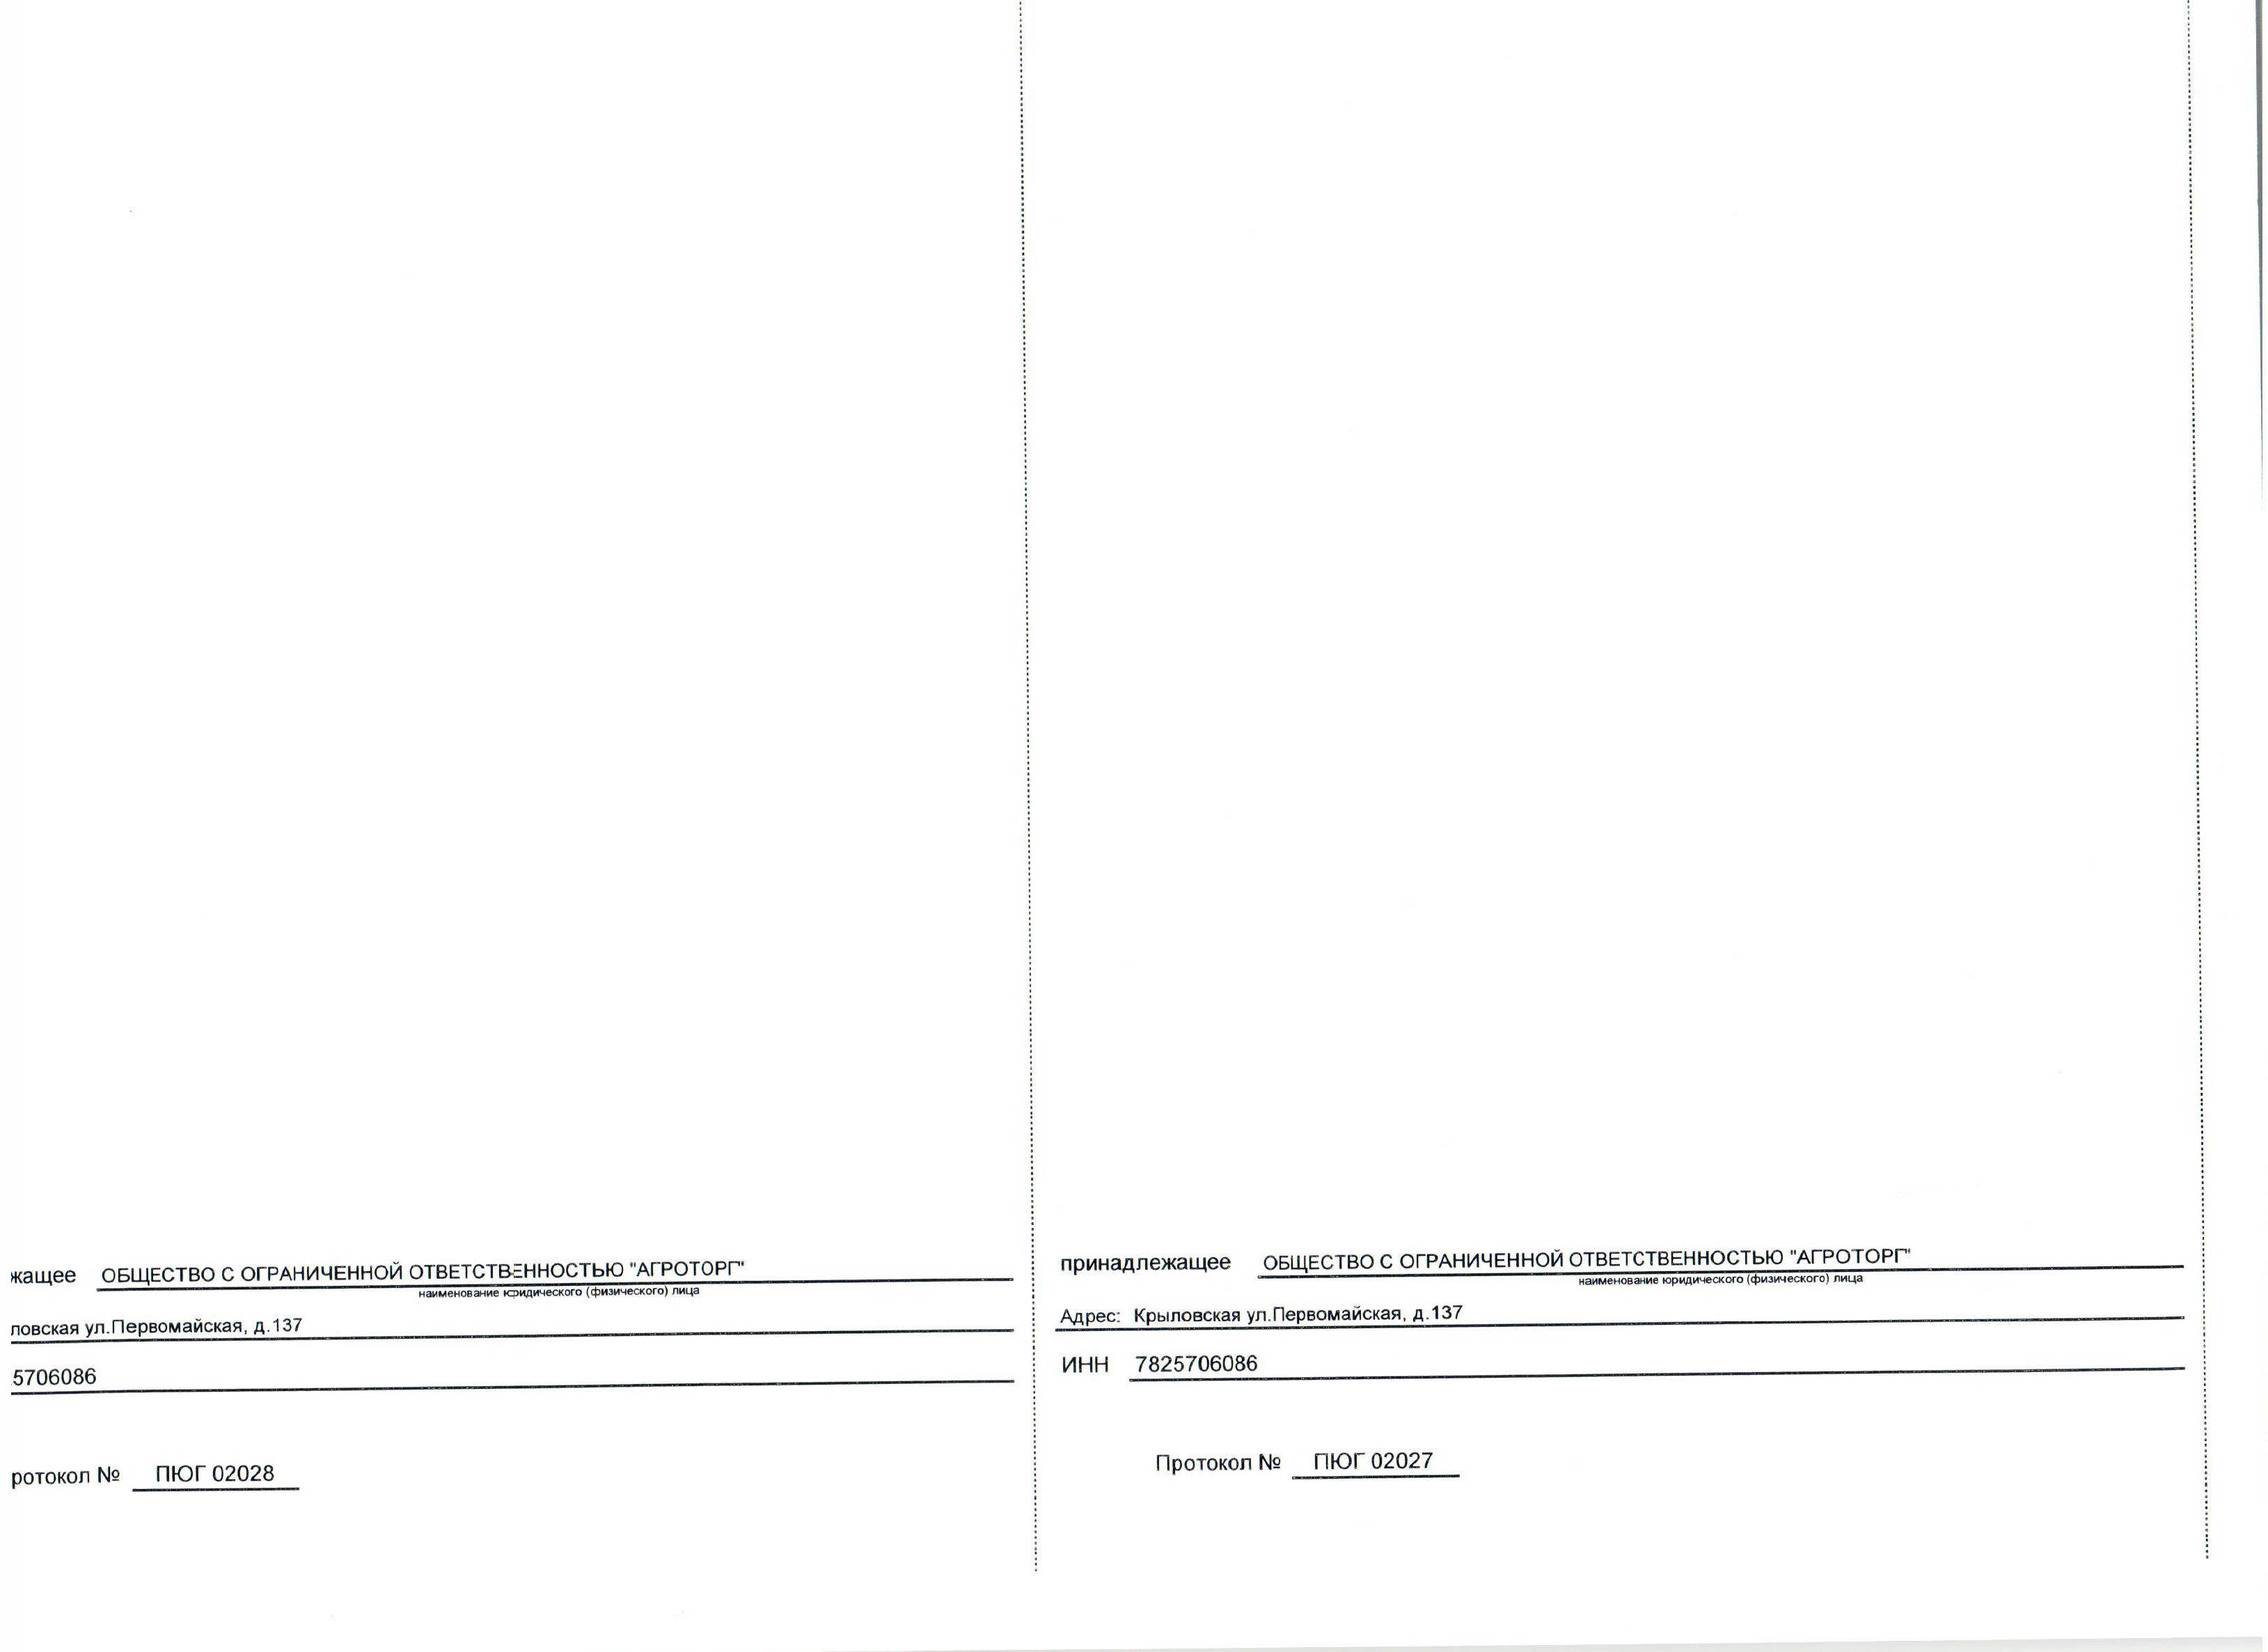 жащее ОБЩЕСТВО С ОГРАНИЧЕННОЙ ОТВЕТСТВЕННОСТЬЮ "АГРОТОРГ"
наименование юридического (физического) лица
ловская ул.Первомайская, д.137
5706086
ротокол № ПЮГ 02028
принадлежащее ОБЩЕСТВО С ОГРАНИЧЕННОЙ ОТВЕТСТВЕННОСТЬЮ "АГРОТОРГ"
наименование юридического (физического) лица
Адрес: Крыловская ул.Первомайская, д.137
ИНН 7825706086
Протокол № ПЮГ 02027